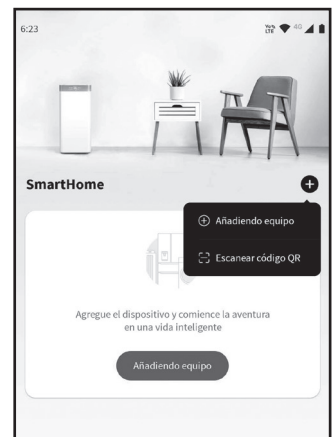 6:23
4G
SmartHome
Añadiendo equipo
Escanear código QR
Agregue el dispositivo y comience la aventura
en una vida inteligente
Añadiendo equipo